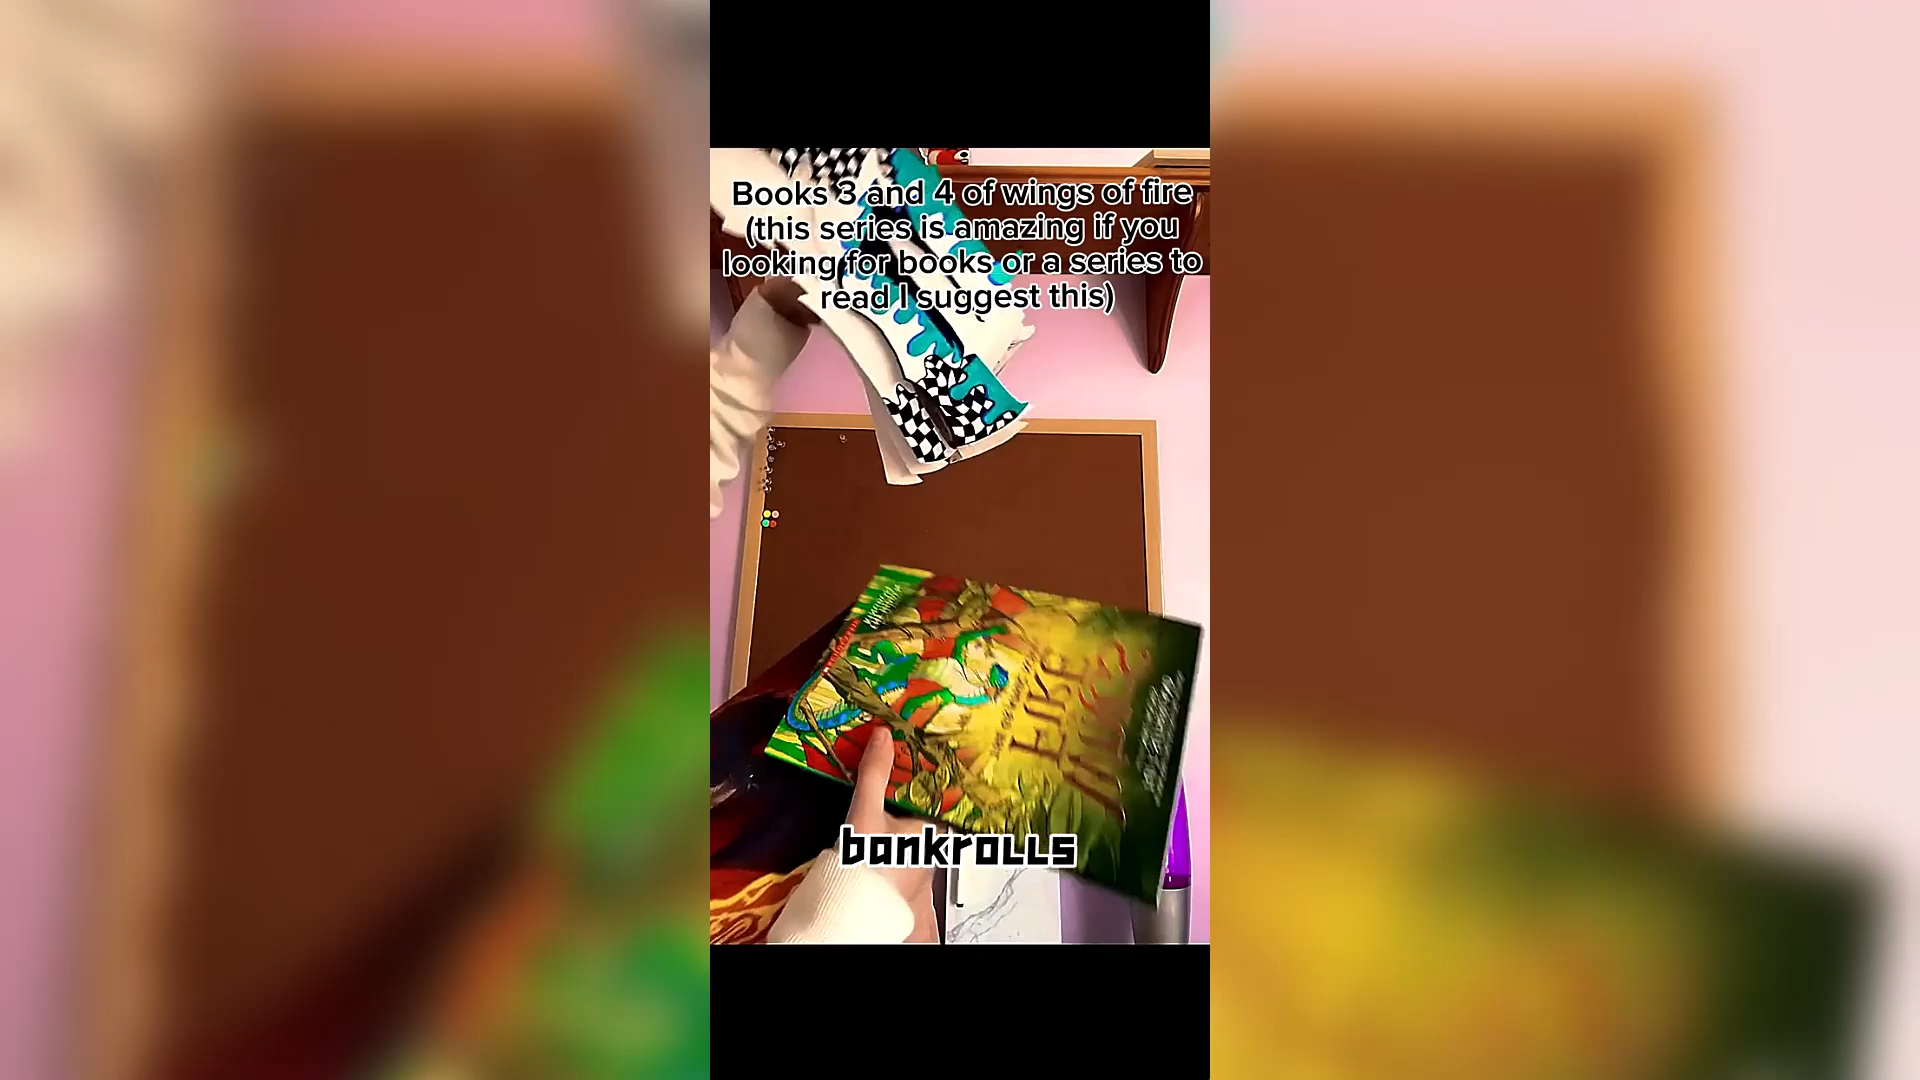 Books 3 and 4 of wings of fire
(this series is amazing if you
looking for books or a series to
read I suggest this)
FIRE
bankrolls